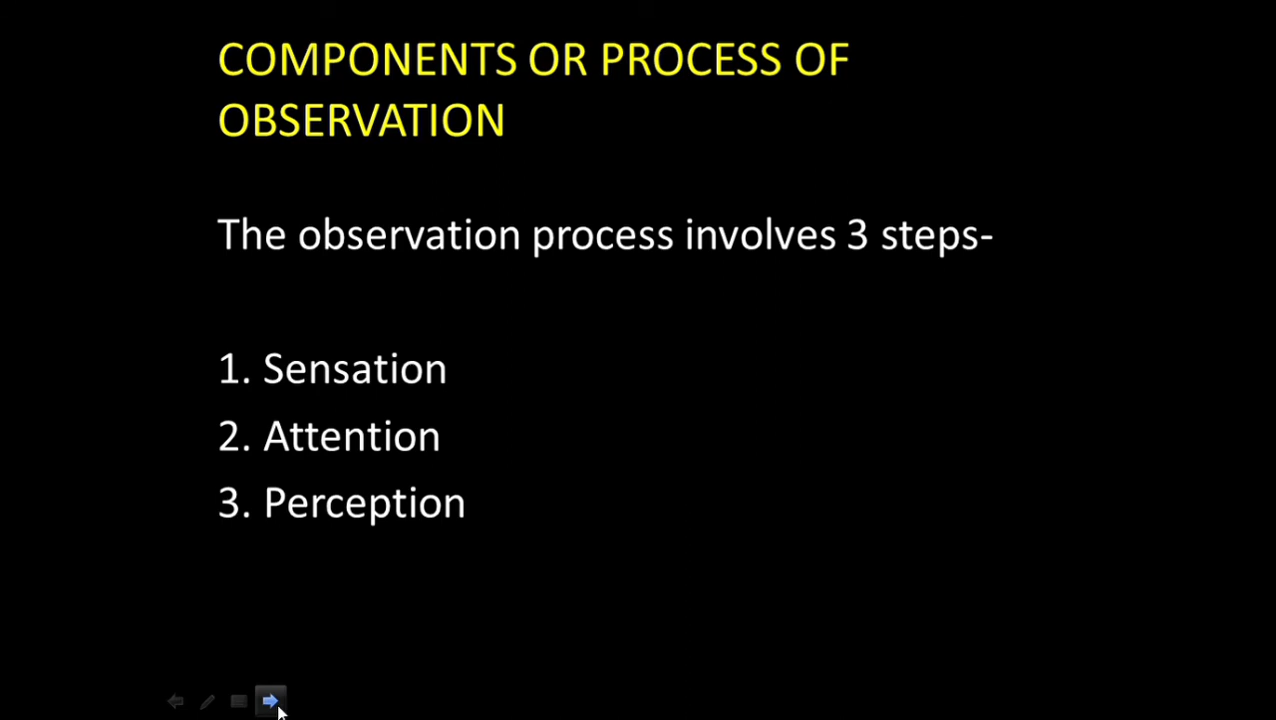 COMPONENTS OR PROCESS OF
OBSERVATION
The observation process involves 3 steps-
1. Sensation
2. Attention
3. Perception